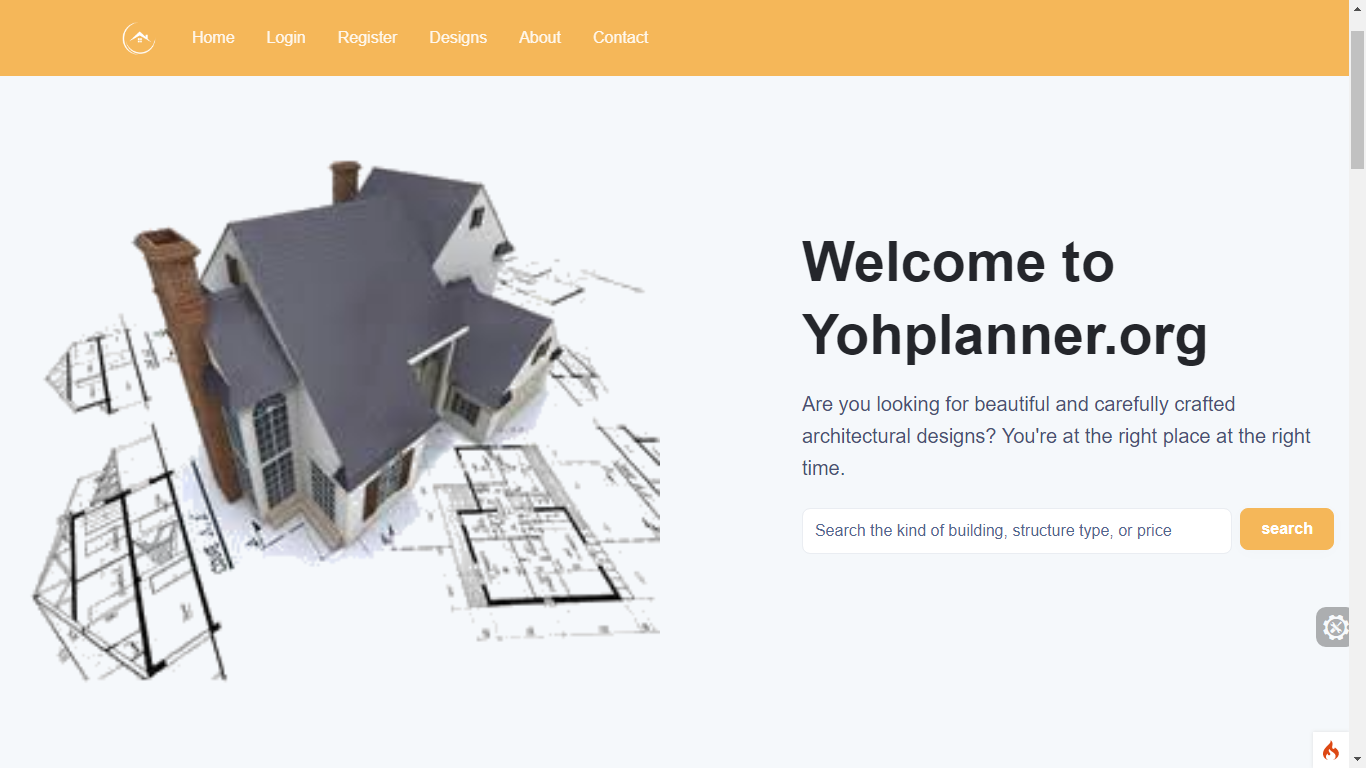 Home Login Register Designs About Contact
Welcome to
Yohplanner.org
Are you looking for beautiful and carefully crafted
architectural designs? You're at the right place at the right
time.
Search the kind of building, structure type, or price
search